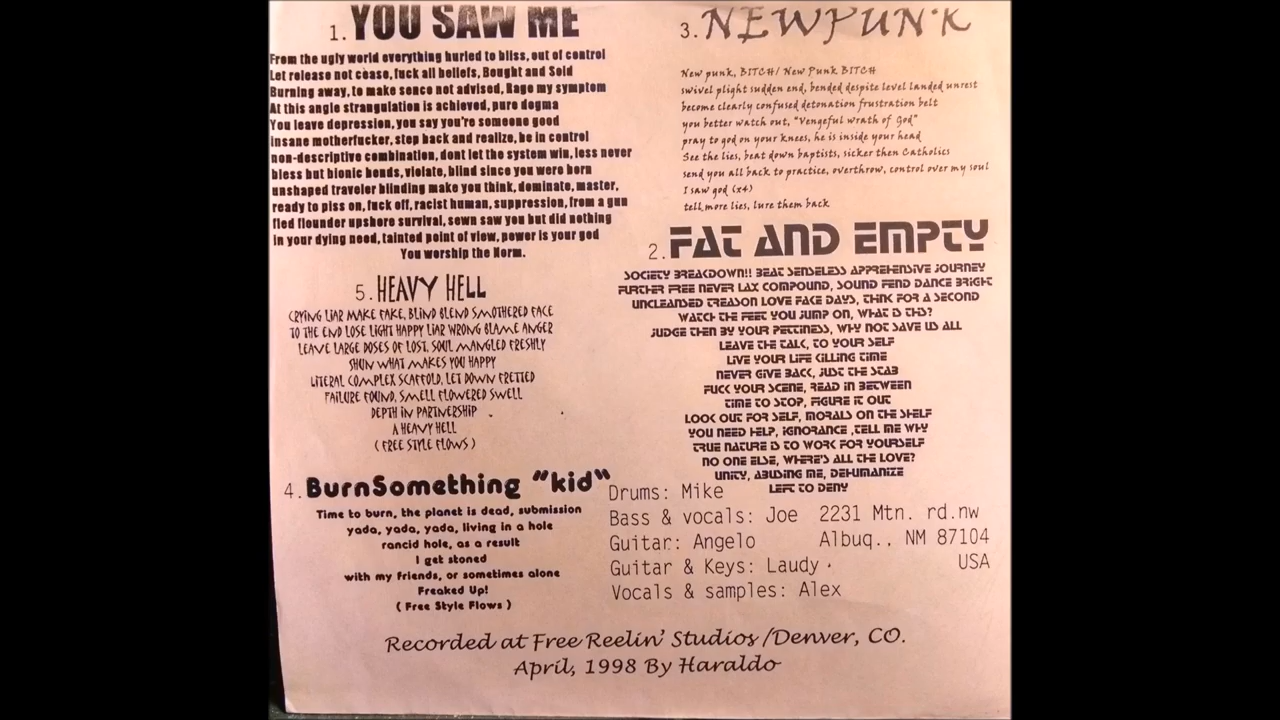 1. YOU SAW ME
From the ugly world everything hurled to bliss, out of control
Let release not cease, fuck all beliefs, Bought and Sold
Burning away, to make sence not advised, Rage my symptom
At this angle strangulation is achieved, pure dogma
You leave depression, you say you're someone good
insane motherfucker, step back and realize, be in control
non-descriptive combination, dont let the system win, less never
bless but bionic bonds, violate, blind since you were born
unshaped traveler blinding make you think, dominate, master,
ready to piss on, fuck off, racist human, suppression, from a gun
fled flounder upshore survival, sewn saw you but did nothing
in your dying need, tainted point of view, power is your god
You worship the Norm.
3. NEWPUNK
New punk, BITCH/ New Punk BITCH
swivel plight sudden end, bended despite level landed unrest
become clearly confused detonation frustration belt
you better watch out, "Vengeful wrath of God"
pray to god on your knees, he is inside your head
See the lies, beat down baptists, sicker then Catholics
send you all back to practice, overthrow, control over my soul
I saw god (x4)
tell more lies, lure them back
2. FAT AND EMPTY
SOCIETY BREAKDOWN!! BEAT SENSELESS APPREHENSIVE JOURNEY
FURTHER FREE NEVER LAX COMPOUND, SOUND FEND DANCE BRIGHT
UNCLEANSED TREASON LOVE FACE DAYS, THINK FOR A SECOND
WATCH THE FEET YOU JUMP ON, WHAT IS THIS?
JUDGE THEN BY YOUR PETTINESS, WHY NOT SAVE US ALL
LEAVE THE TALK, TO YOUR SELF
LIVE YOUR LIFE KILLING TIME
NEVER GIVE BACK, JUST THE STAB
FUCK YOUR SCENE, READ IN BETWEEN
TIME TO STOP, FIGURE IT OUT
LOOK OUT FOR SELF, MORALS ON THE SHELF
YOU NEED HELP, IGNORANCE ,TELL ME WHY
TRUE NATURE IS TO WORK FOR YOURSELF
NO ONE ELSE, WHERE'S ALL THE LOVE?
UNITY, ABUSING ME, DEHUMANIZE
LEFT TO DENY
5. HEAVY HELL
CRYING LIAR MAKE FAKE, BLIND BLEND SMOTHERED FACE
TO THE END LOSE LIGHT HAPPY LIAR WRONG BLAME ANGER
LEAVE LARGE DOSES OF LOST, SOUL MANGLED FRESHLY
SHUN WHAT MAKES YOU HAPPY
LITERAL COMPLEX SCAFFOLD, LET DOWN FRETTED
FAILURE FOUND, SMELL FLOWERED SWELL
DEPTH IN PARTNERSHIP
A HEAVY HELL
( FREE STYLE FLOWS )
4. BurnSomething "kid"
Time to burn, the planet is dead, submission
yada, yada, yada, living in a hole
rancid hole, as a result
I get stoned
with my friends, or sometimes alone
Freaked Up!
( Free Style Flows )
Drums: Mike
Bass & vocals: Joe
Guitar: Angelo
Guitar & Keys: Laudy
Vocals & samples: Alex
2231 Mtn. rd.nw
Albuq., NM 87104
USA
Recorded at Free Reelin' Studios /Denver, CO.
April, 1998 By Haraldo